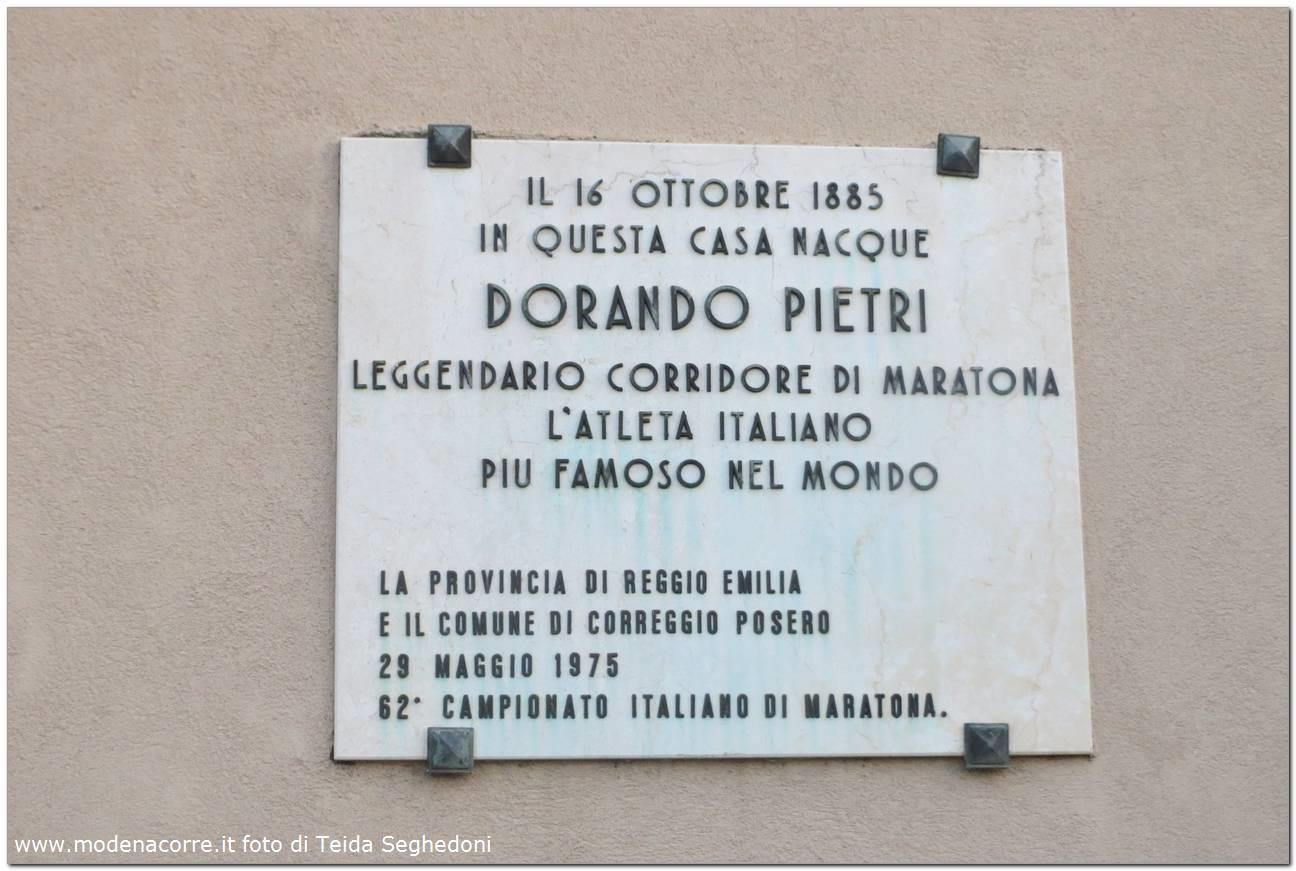 IL 16 OTTOBRE 1885
IN QUESTA CASA NACQUE
DORANDO PIETRI
LEGGENDARIO CORRIDORE DI MARATONA
L'ATLETA ITALIANO
PIU FAMOSO NEL MONDO
LA PROVINCIA DI REGGIO EMILIA
E IL COMUNE DI CORREGGIO POSERO
29 MAGGIO 1975
62° CAMPIONATO ITALIANO DI MARATONA.
www.modenacorre.it foto di Teida Seghedoni